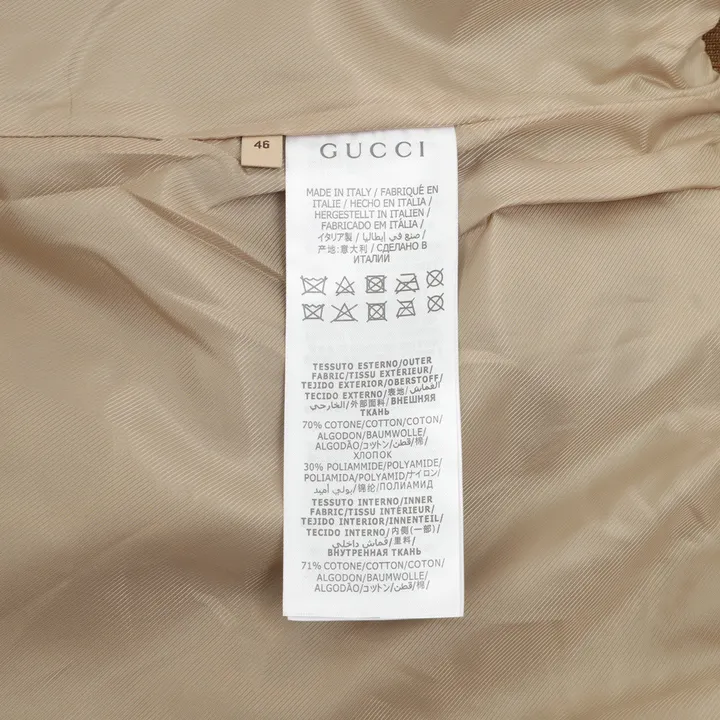 46
GUCCI
MADE IN ITALY / FABRIQUÉ EN
ITALIE / HECHO EN ITALIA /
HERGESTELLT IN ITALIEN /
FABRICADO EM ITÁLIA /
イタリア製 / صنع في إيطاليا /
产地:意大利 / СДЕЛАНО В
ИТАЛИИ
TESSUTO ESTERNO/OUTER
FABRIC/TISSU EXTÉRIEUR/
TEJIDO EXTERIOR/OBERSTOFF/
TECIDO EXTERNO/表地/القماش
الخارجي/外部面料/ВНЕШНЯЯ
ТКАНЬ
70% COTONE/COTTON/COTON/
ALGODON/BAUMWOLLE/
ALGODÃO/コットン/قطن/棉/
ХЛОПОК
30% POLIAMMIDE/POLYAMIDE/
POLIAMIDA/POLYAMID/ナイロン/
بولي أميد/锦纶/ПОЛИАМИД
TESSUTO INTERNO/INNER
FABRIC/TISSU INTÉRIEUR/
TEJIDO INTERIOR/INNENTEIL/
TECIDO INTERNO/内側(一部)/
قماش داخلي/里料/
ВНУТРЕННАЯ ТКАНЬ
71% COTONE/COTTON/COTON/
ALGODON/BAUMWOLLE/
ALGODÃO/コットン/قطن/棉/